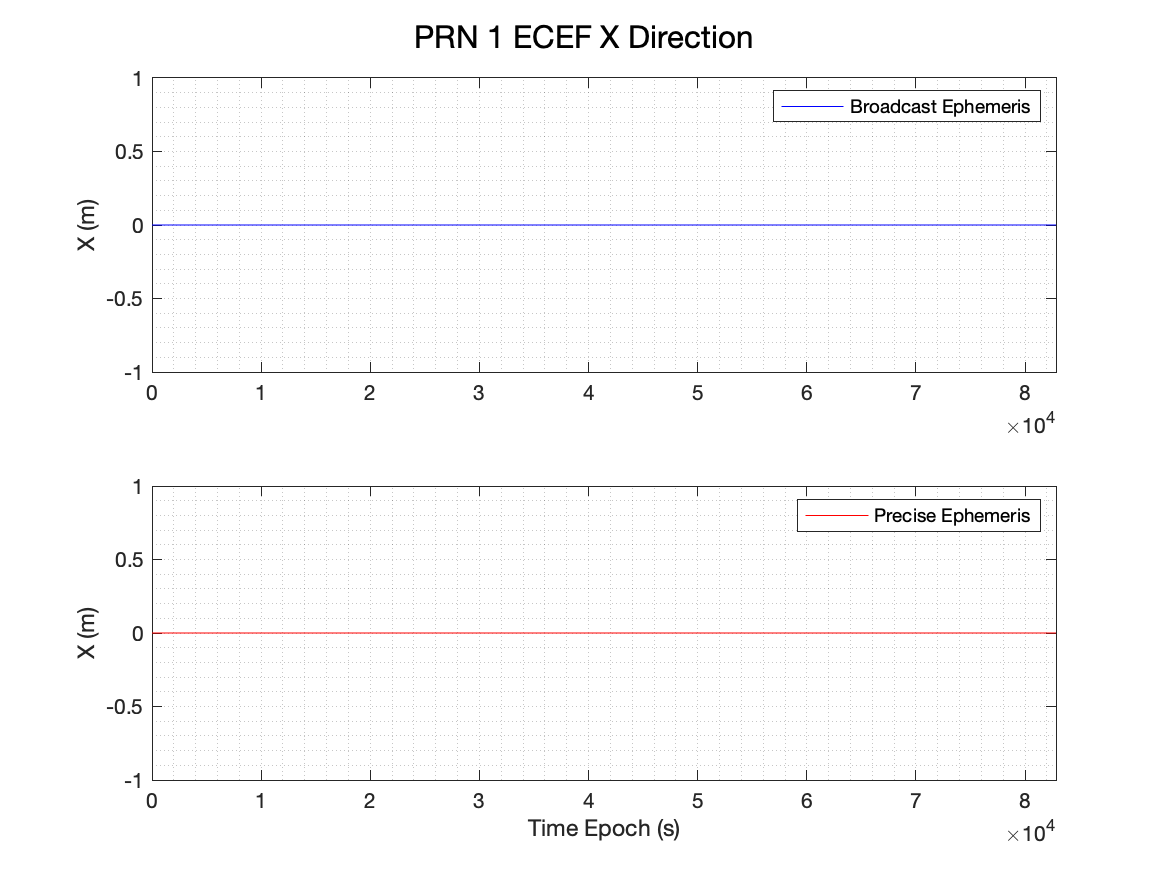 PRN 1 ECEF X Direction
1
0.5
0
-0.5
-1
X (m)
Broadcast Ephemeris
0 1 2 3 4 5 6 7 8
×10^4
1
0.5
0
-0.5
-1
X (m)
Precise Ephemeris
0 1 2 3 4 5 6 7 8
Time Epoch (s)
×10^4